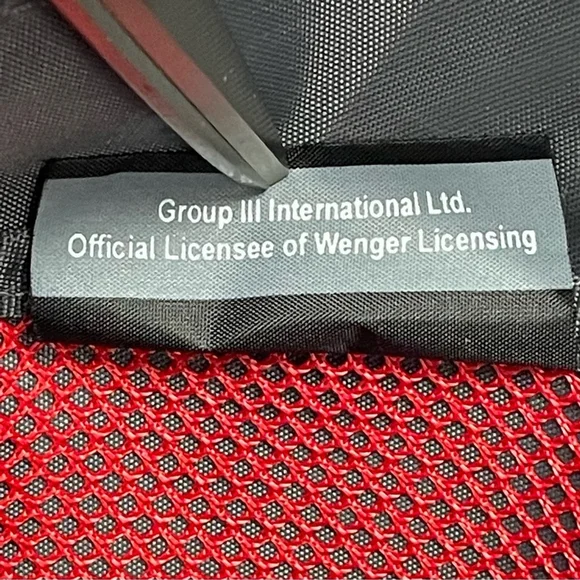 Group III International Ltd.
Official Licensee of Wenger Licensing